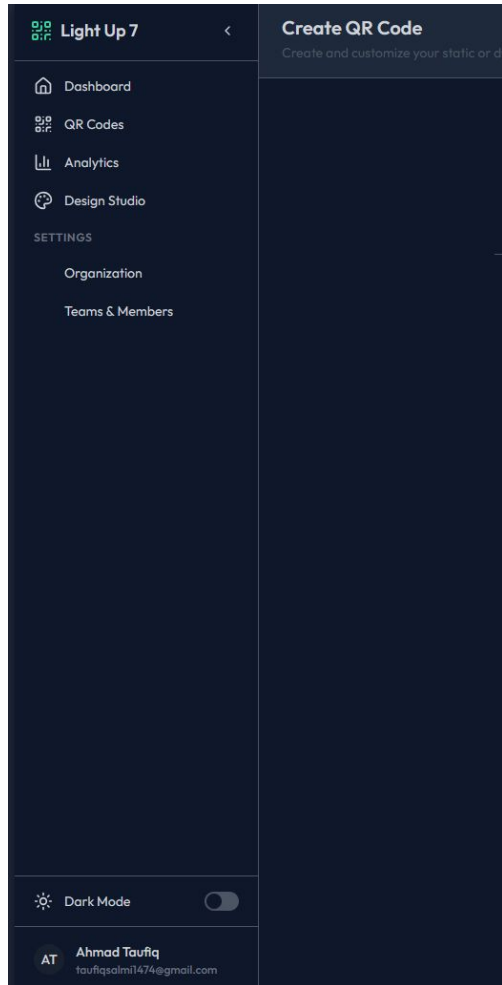 Light Up 7
Dashboard
QR Codes
Analytics
Design Studio
SETTINGS
Organization
Teams & Members
Dark Mode
AT
Ahmad Taufiq
taufiqsalmi1474@gmail.com
Create QR Code
Create and customize your static or d